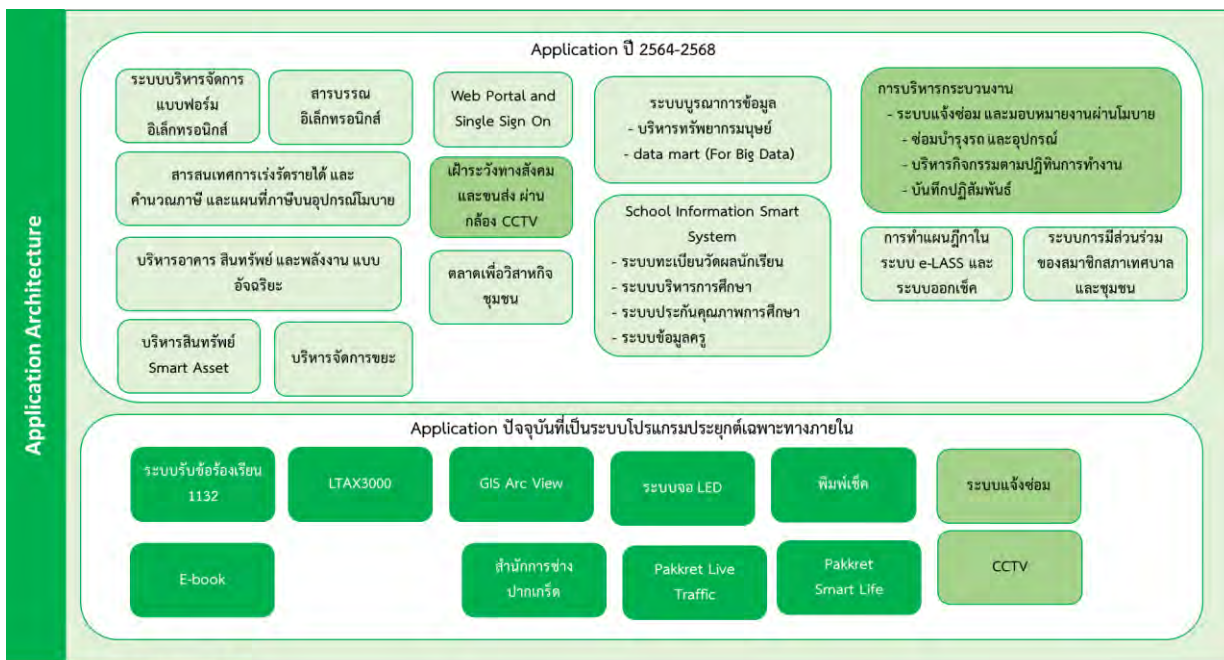 Application Architecture
Application ปี 2564-2568
ระบบบริหารจัดการ
แบบฟอร์ม
อิเล็กทรอนิกส์
สารบรรณ
อิเล็กทรอนิกส์
Web Portal and
Single Sign On
ระบบบูรณาการข้อมูล
- บริหารทรัพยากรมนุษย์
- data mart (For Big Data)
การบริหารกระบวนงาน
- ระบบแจ้งซ่อม และมอบหมายงานผ่านโมบาย
- ซ่อมบำรุงรถ และอุปกรณ์
- บริหารกิจกรรมตามปฏิทินการทำงาน
- บันทึกปฏิสัมพันธ์
สารสนเทศการเร่งรัดรายได้ และ
คำนวณภาษี และแผนที่ภาษีบนอุปกรณ์โมบาย
เฝ้าระวังทางสังคม
และขนส่ง ผ่าน
กล้อง CCTV
School Information Smart
System
- ระบบทะเบียนวัดผลนักเรียน
- ระบบบริหารการศึกษา
- ระบบประกันคุณภาพการศึกษา
- ระบบข้อมูลครู
การทำแผนฎีกาใน
ระบบ e-LASS และ
ระบบออกเช็ค
ระบบการมีส่วนร่วม
ของสมาชิกสภาเทศบาล
และชุมชน
บริหารอาคาร สินทรัพย์ และพลังงาน แบบ
อัจฉริยะ
ตลาดเพื่อวิสาหกิจ
ชุมชน
บริหารสินทรัพย์
Smart Asset
บริหารจัดการขยะ
Application ปัจจุบันที่เป็นระบบโปรแกรมประยุกต์เฉพาะทางภายใน
ระบบรับข้อร้องเรียน
1132
LTAX3000
GIS Arc View
ระบบจอ LED
พิมพ์เช็ค
ระบบแจ้งซ่อม
E-book
สำนักการช่าง
ปากเกร็ด
Pakkret Live
Traffic
Pakkret
Smart Life
CCTV